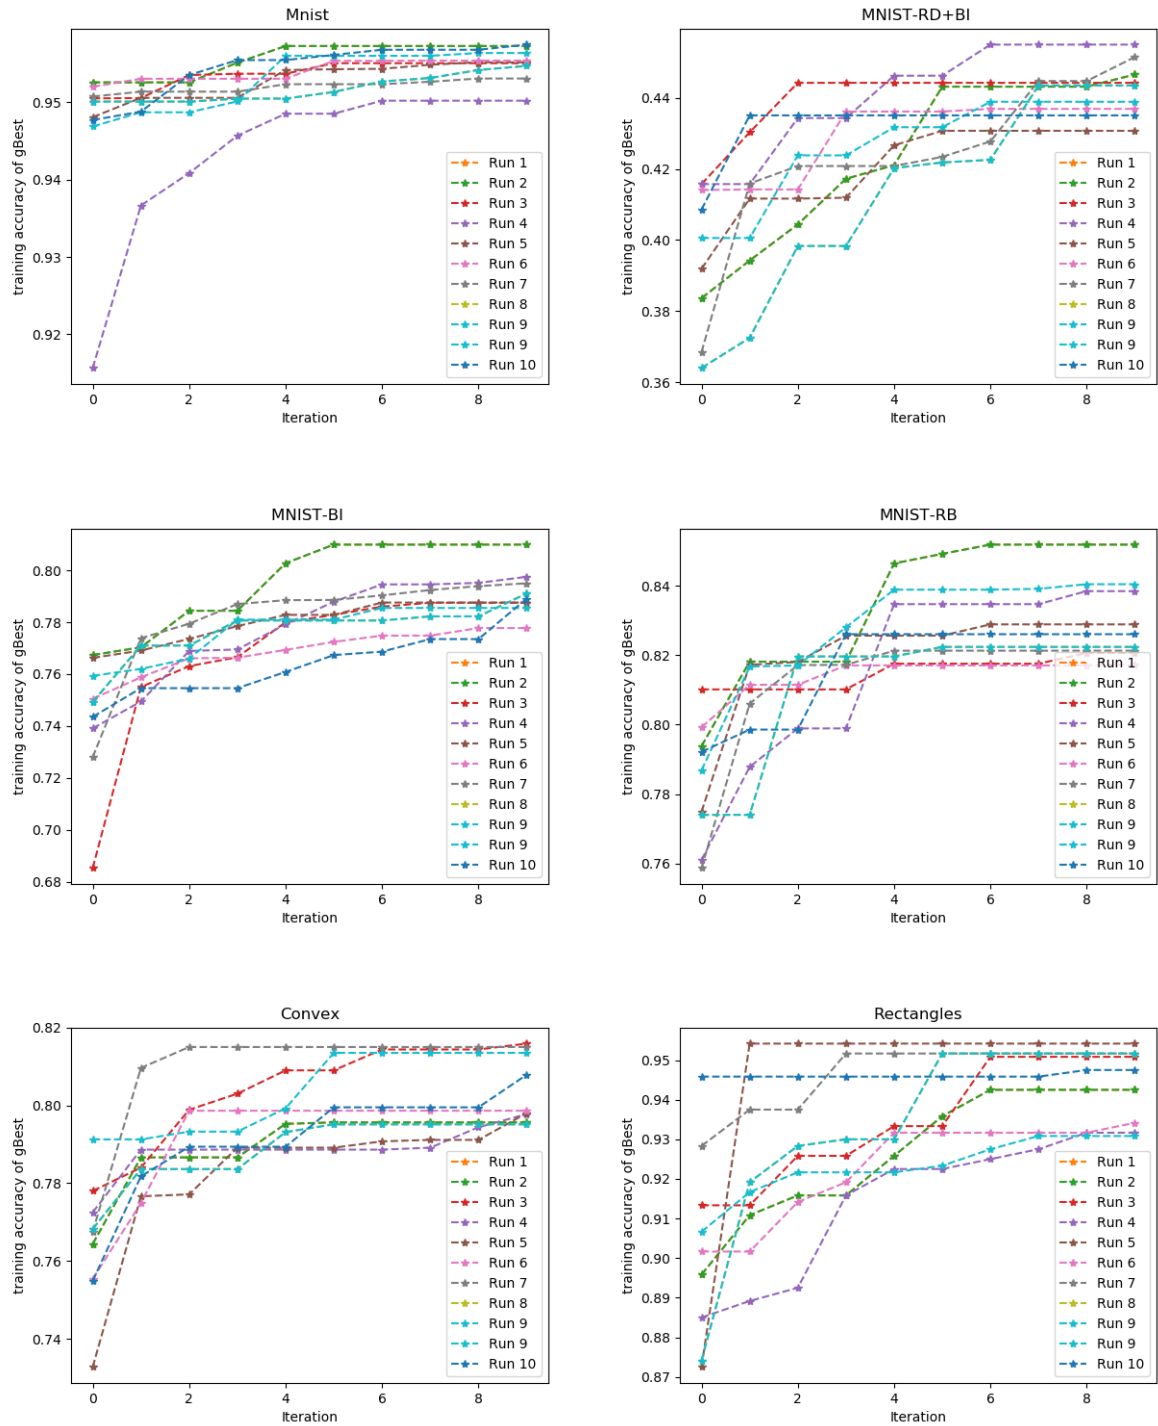 Mnist
training accuracy of gBest
0.95
0.94
0.93
0.92
0
2
4
6
8
Iteration
Run 1
Run 2
Run 3
Run 4
Run 5
Run 6
Run 7
Run 8
Run 9
Run 9
Run 10
MNIST-RD+BI
training accuracy of gBest
0.44
0.42
0.40
0.38
0.36
0
2
4
6
8
Iteration
Run 1
Run 2
Run 3
Run 4
Run 5
Run 6
Run 7
Run 8
Run 9
Run 9
Run 10
MNIST-BI
training accuracy of gBest
0.80
0.78
0.76
0.74
0.72
0.70
0.68
0
2
4
6
8
Iteration
Run 1
Run 2
Run 3
Run 4
Run 5
Run 6
Run 7
Run 8
Run 9
Run 9
Run 10
MNIST-RB
training accuracy of gBest
0.84
0.82
0.80
0.78
0.76
0
2
4
6
8
Iteration
Run 1
Run 2
Run 3
Run 4
Run 5
Run 6
Run 7
Run 8
Run 9
Run 9
Run 10
Convex
training accuracy of gBest
0.82
0.80
0.78
0.76
0.74
0
2
4
6
8
Iteration
Run 1
Run 2
Run 3
Run 4
Run 5
Run 6
Run 7
Run 8
Run 9
Run 9
Run 10
Rectangles
training accuracy of gBest
0.95
0.94
0.93
0.92
0.91
0.90
0.89
0.88
0.87
0
2
4
6
8
Iteration
Run 1
Run 2
Run 3
Run 4
Run 5
Run 6
Run 7
Run 8
Run 9
Run 9
Run 10